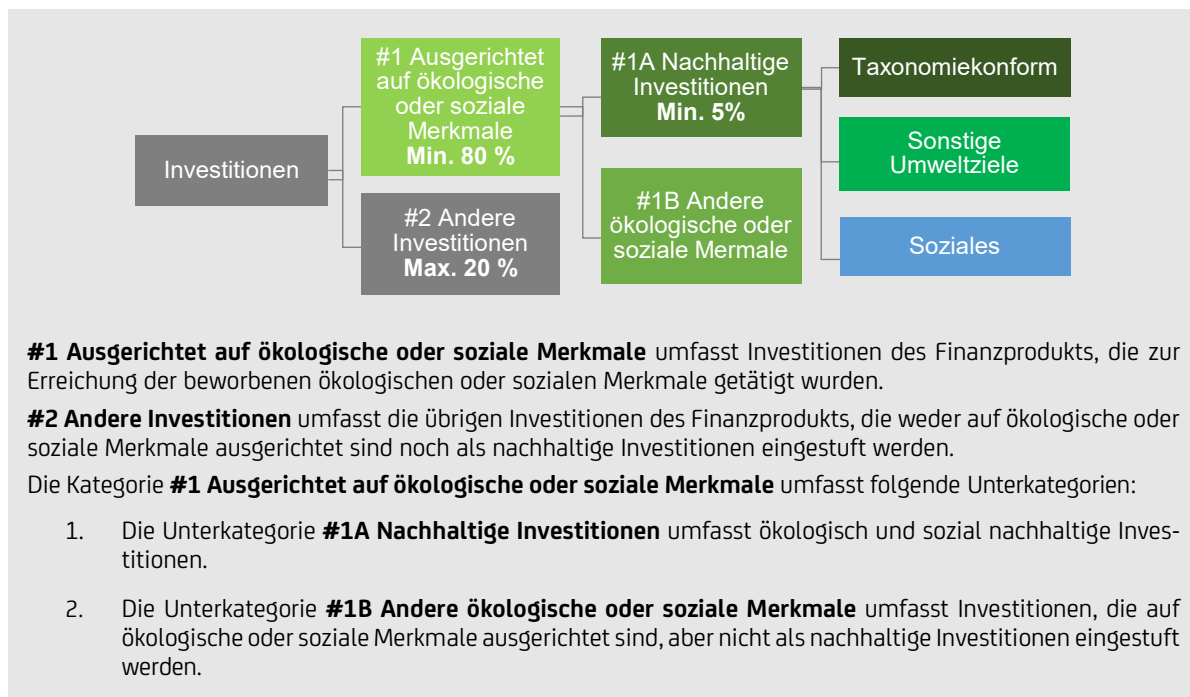 Investitionen
#1 Ausgerichtet
auf ökologische
oder soziale
Merkmale
Min. 80 %
#2 Andere
Investitionen
Max. 20 %
#1A Nachhaltige
Investitionen
Min. 5%
#1B Andere
ökologische oder
soziale Mermale
Taxonomiekonform
Sonstige
Umweltziele
Soziales
#1 Ausgerichtet auf ökologische oder soziale Merkmale umfasst Investitionen des Finanzprodukts, die zur
Erreichung der beworbenen ökologischen oder sozialen Merkmale getätigt wurden.
#2 Andere Investitionen umfasst die übrigen Investitionen des Finanzprodukts, die weder auf ökologische oder
soziale Merkmale ausgerichtet sind noch als nachhaltige Investitionen eingestuft werden.
Die Kategorie #1 Ausgerichtet auf ökologische oder soziale Merkmale umfasst folgende Unterkategorien:
1. Die Unterkategorie #1A Nachhaltige Investitionen umfasst ökologisch und sozial nachhaltige Inves-
titionen.
2. Die Unterkategorie #1B Andere ökologische oder soziale Merkmale umfasst Investitionen, die auf
ökologische oder soziale Merkmale ausgerichtet sind, aber nicht als nachhaltige Investitionen eingestuft
werden.